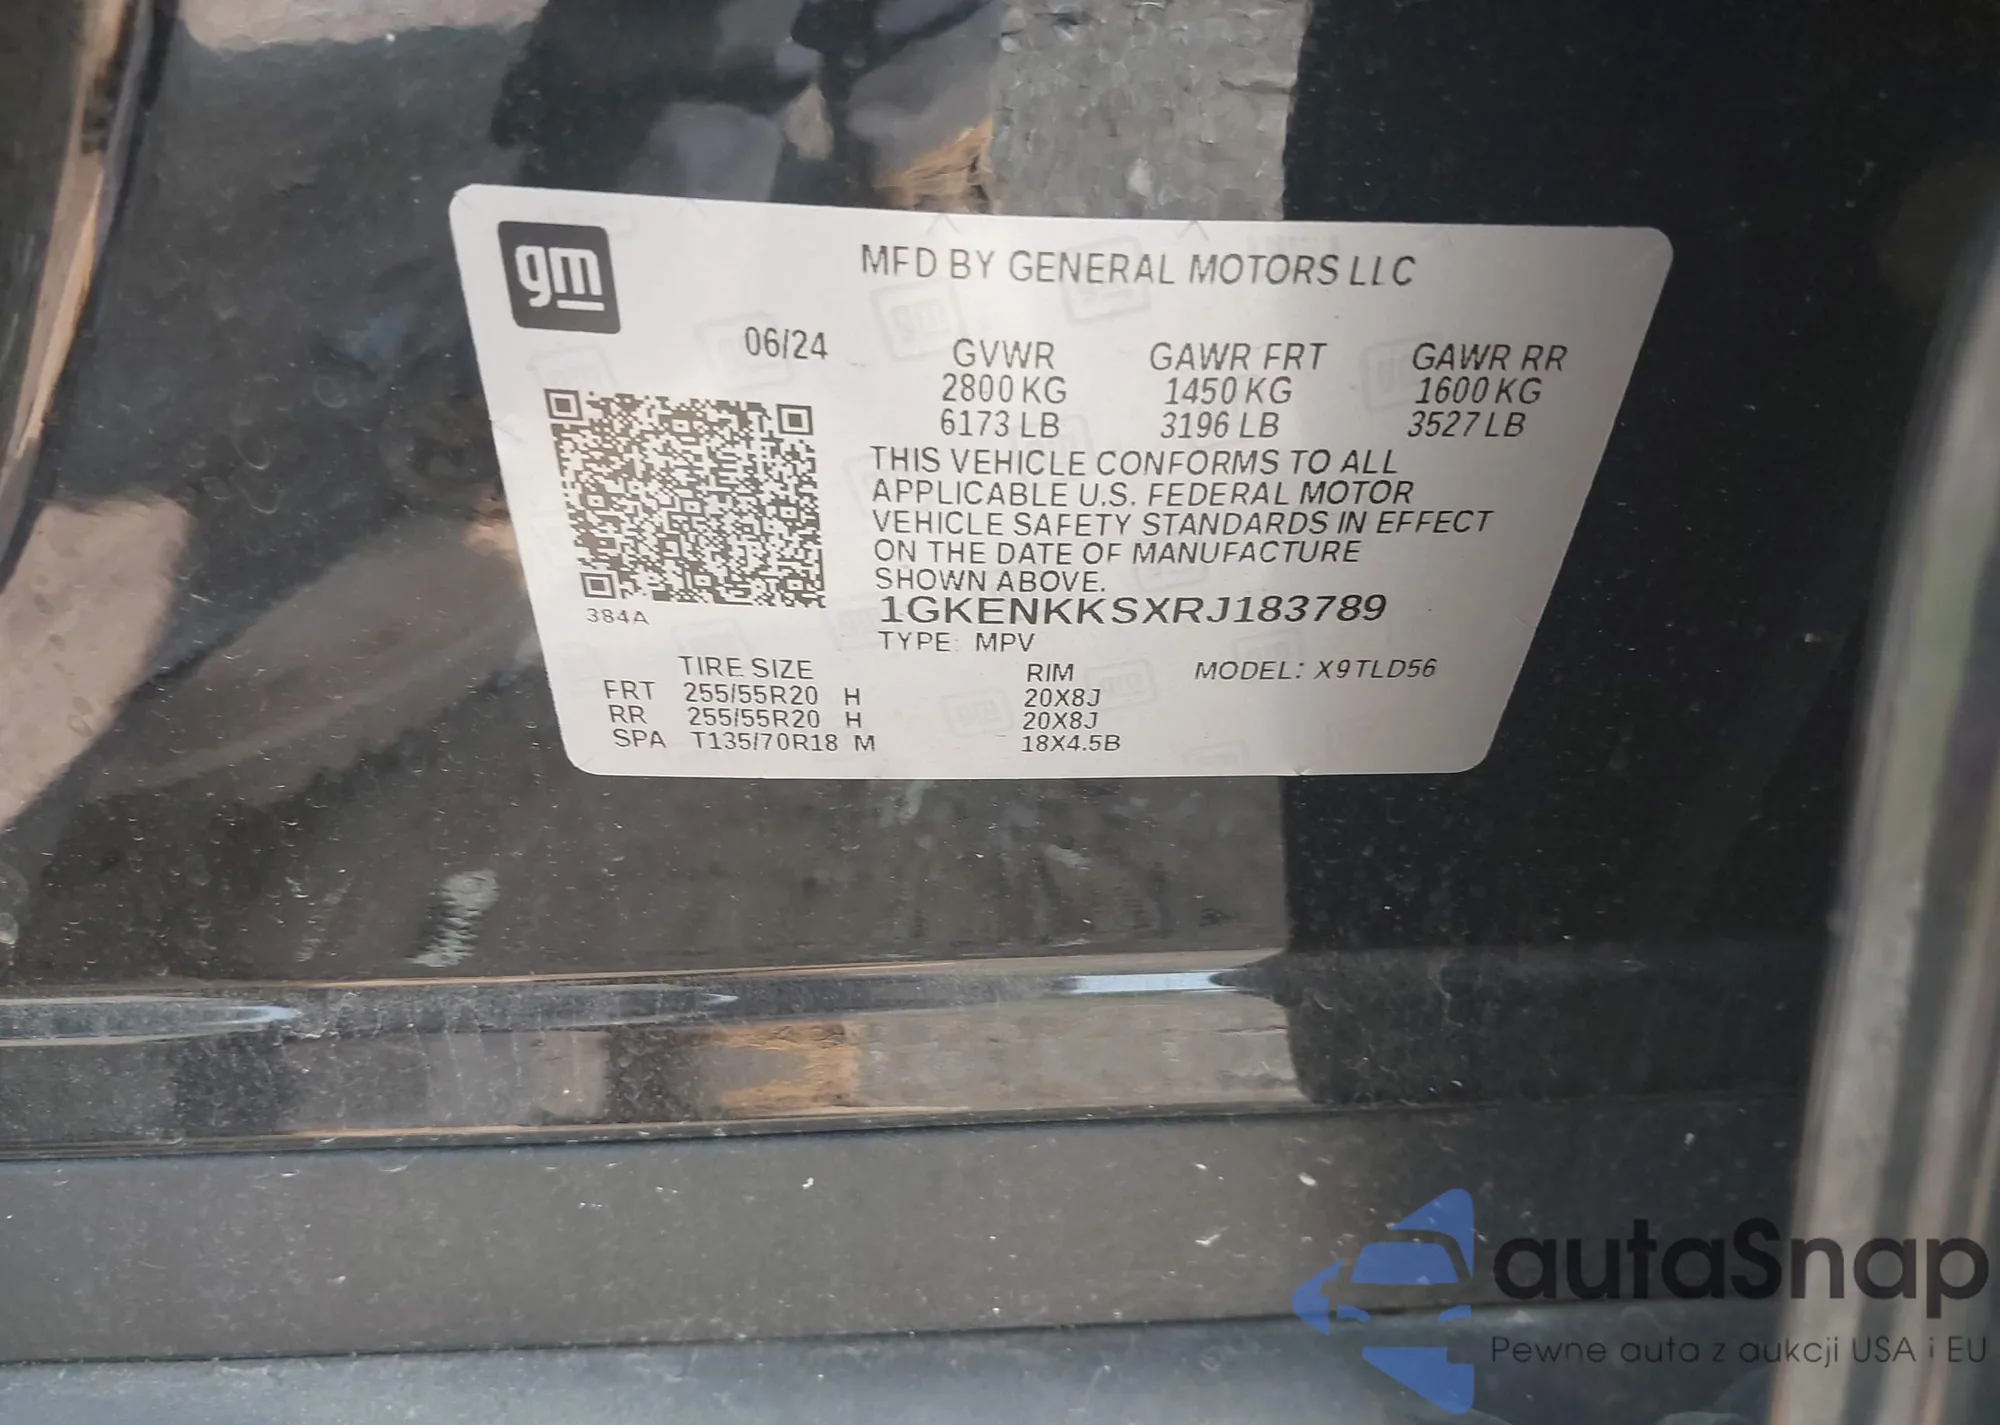 gm
MFD BY GENERAL MOTORS LLC
06/24
GVWR GAWR FRT GAWR RR
2800 KG 1450 KG 1600 KG
6173 LB 3196 LB 3527 LB
THIS VEHICLE CONFORMS TO ALL
APPLICABLE U.S. FEDERAL MOTOR
VEHICLE SAFETY STANDARDS IN EFFECT
ON THE DATE OF MANUFACTURE
SHOWN ABOVE.
384A
1GKENKKSXRJ183789
TYPE: MPV
TIRE SIZE RIM MODEL: X9TLD56
FRT 255/55R20 H 20X8J
RR 255/55R20 H 20X8J
SPA T135/70R18 M 18X4.5B
autaSnap
Pewne auta z aukcji USA i EU